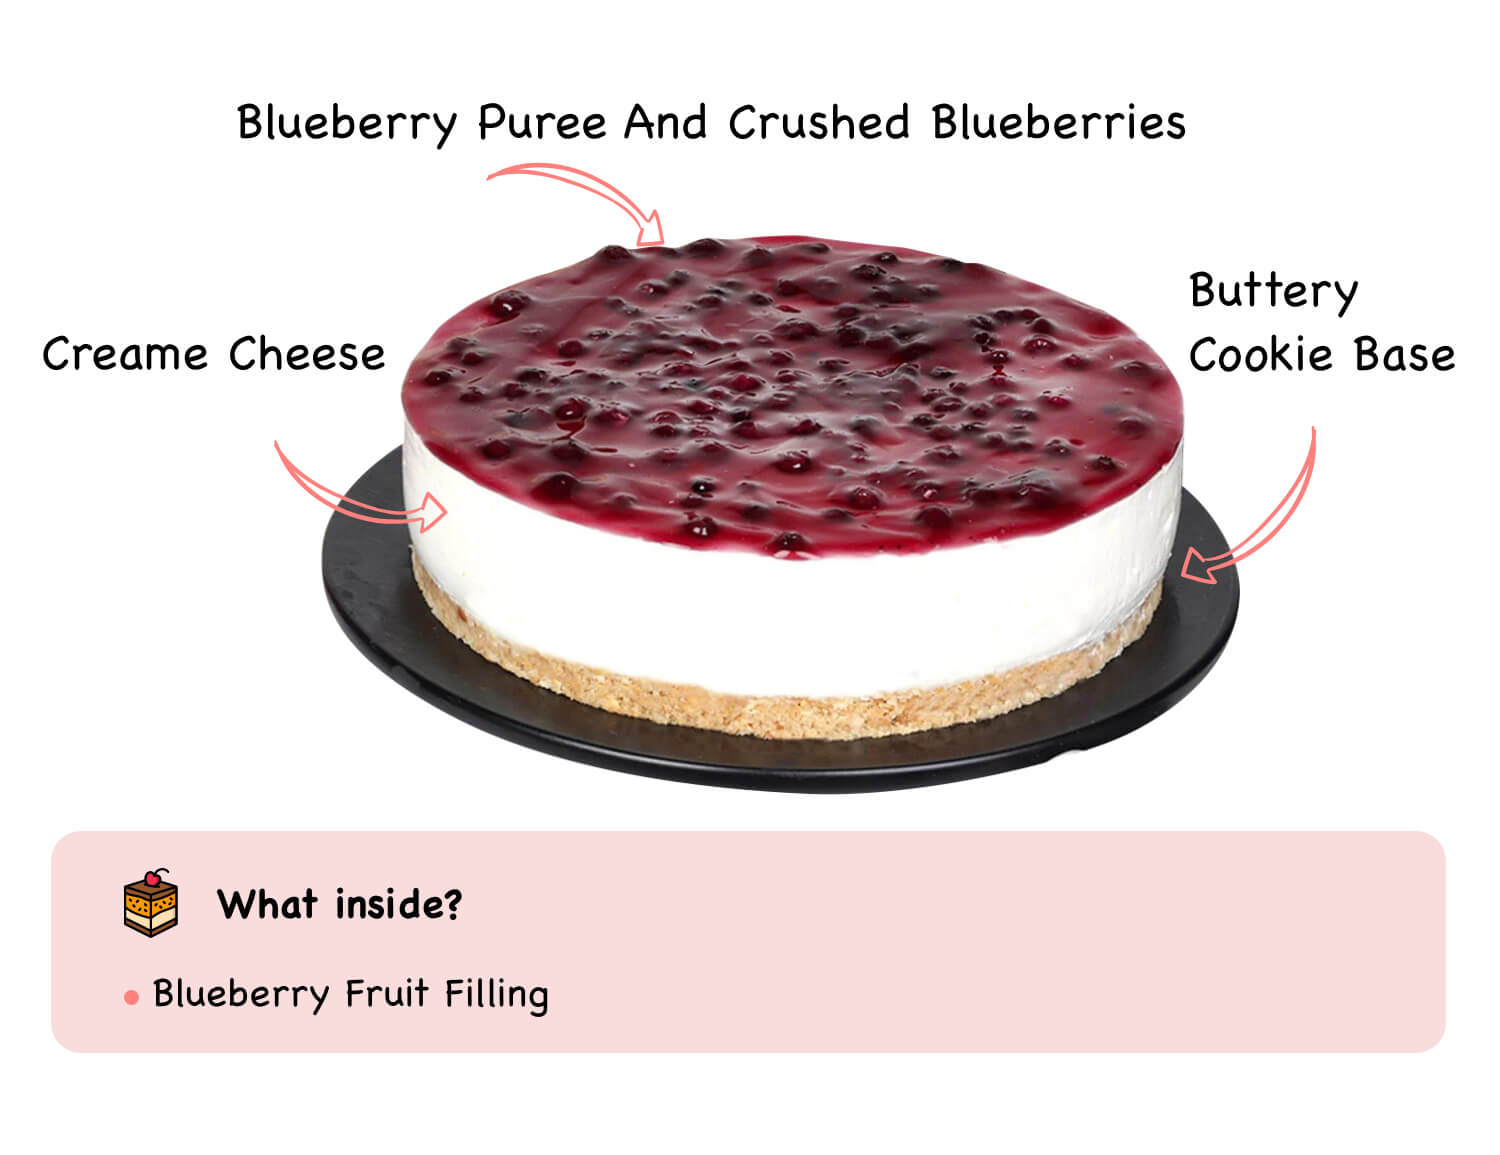 Blueberry Puree And Crushed Blueberries
Creame Cheese
Buttery
Cookie Base
What inside?
• Blueberry Fruit Filling